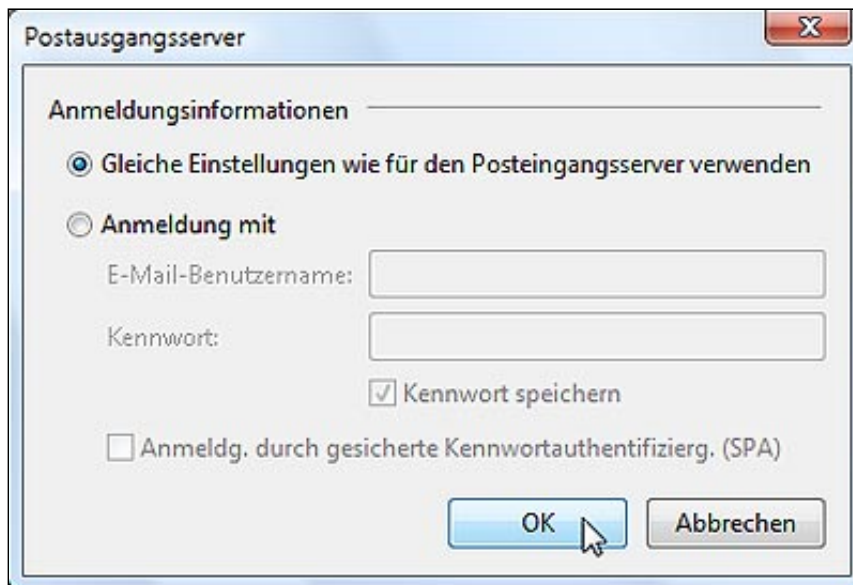 Postausgangsserver
Anmeldungsinformationen
Gleiche Einstellungen wie für den Posteingangsserver verwenden
Anmeldung mit
E-Mail-Benutzername:
Kennwort:
Kennwort speichern
Anmeldg. durch gesicherte Kennwortauthentifizierg. (SPA)
OK Abbrechen